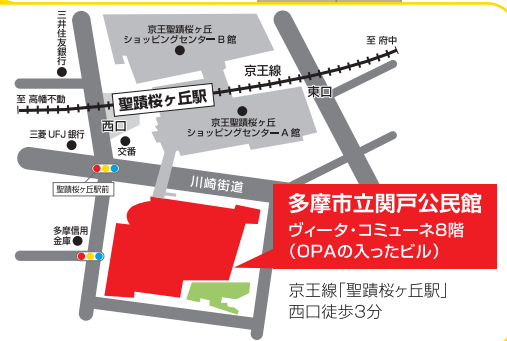 三井住友銀行
京王聖蹟桜ヶ丘
ショッピングセンターB館
至 府中
京王線
東口
至 高幡不動
聖蹟桜ヶ丘駅
西口
三菱UFJ銀行
交番
京王聖蹟桜ヶ丘
ショッピングセンターA館
聖蹟桜ヶ丘駅前
川崎街道
多摩信用
金庫
多摩市立関戸公民館
ヴィータ・コミューネ8階
（OPAの入ったビル）
京王線「聖蹟桜ヶ丘駅」
西口徒歩3分